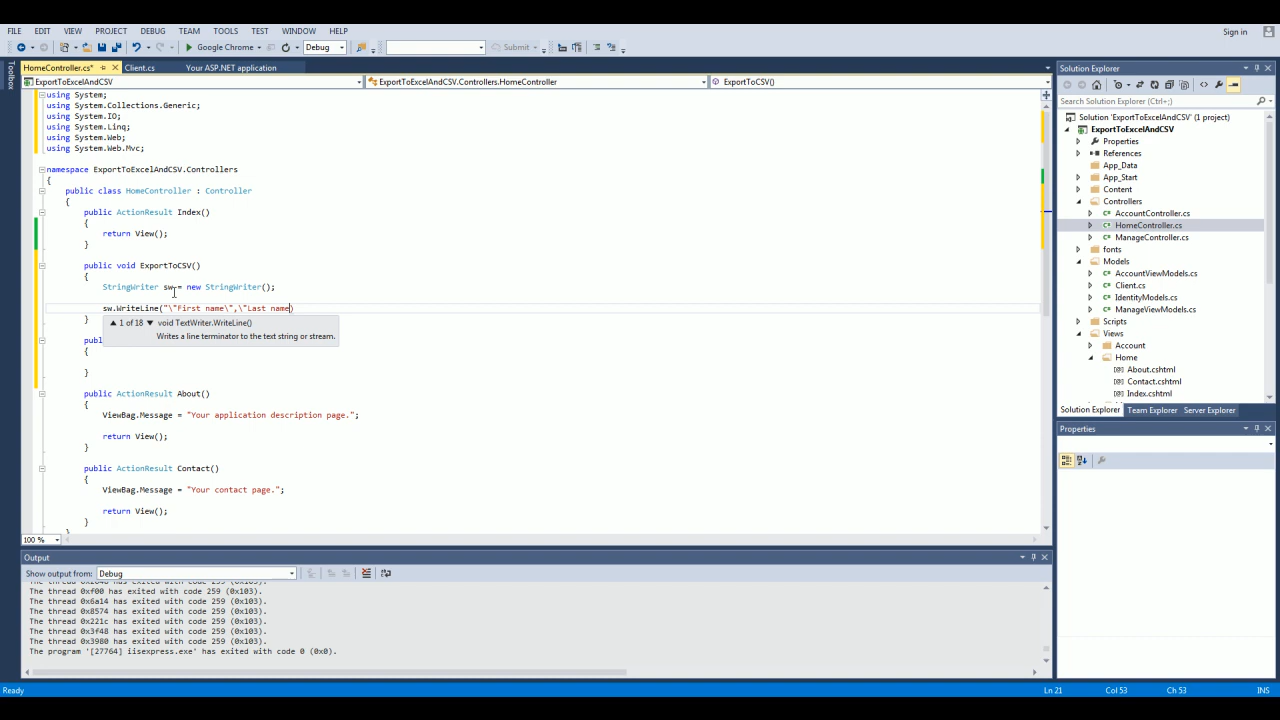 FILE EDIT VIEW PROJECT DEBUG TEAM TOOLS TEST WINDOW HELP
Sign in
Google Chrome Debug Submit
HomeController.cs* Client.cs Your ASP.NET application
ExportToExcelAndCSV ExportToExcelAndCSV.Controllers.HomeController ExportToCSV()
Toolbox
using System;
using System.Collections.Generic;
using System.IO;
using System.Linq;
using System.Web;
using System.Web.Mvc;
namespace ExportToExcelAndCSV.Controllers
{
public class HomeController : Controller
{
public ActionResult Index()
{
return View();
}
public void ExportToCSV()
{
StringWriter sw = new StringWriter();
sw.WriteLine("\"First name\",\"Last name)
}
1 of 18 void TextWriter.WriteLine()
Writes a line terminator to the text string or stream.
{
}
public ActionResult About()
{
ViewBag.Message = "Your application description page.";
return View();
}
public ActionResult Contact()
{
ViewBag.Message = "Your contact page.";
return View();
}
100 %
Output
Show output from: Debug
The thread 0xf00 has exited with code 259 (0x103).
The thread 0x6a14 has exited with code 259 (0x103).
The thread 0x8574 has exited with code 259 (0x103).
The thread 0x221c has exited with code 259 (0x103).
The thread 0x3f48 has exited with code 259 (0x103).
The thread 0x3980 has exited with code 259 (0x103).
The program '[27764] iisexpress.exe' has exited with code 0 (0x0).
Solution Explorer
Search Solution Explorer (Ctrl+;)
Solution 'ExportToExcelAndCSV' (1 project)
ExportToExcelAndCSV
Properties
References
App_Data
App_Start
Content
Controllers
AccountController.cs
HomeController.cs
ManageController.cs
fonts
Models
AccountViewModels.cs
Client.cs
IdentityModels.cs
ManageViewModels.cs
Scripts
Views
Account
Home
About.cshtml
Contact.cshtml
Index.cshtml
Solution Explorer Team Explorer Server Explorer
Properties
Ready Ln 21 Col 53 Ch 53 INS